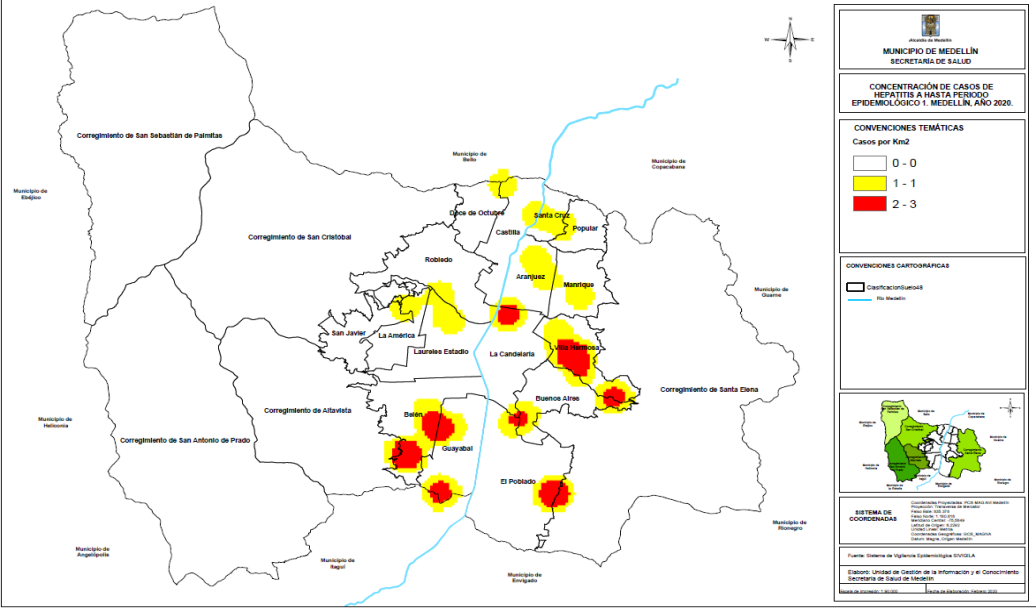 Corregimiento de San Sebastián de Palmitas
Municipio de
Ebéjico
Municipio de
Bello
Municipio de
Copacabana
Doce de Octubre
Santa Cruz
Popular
Castilla
Corregimiento de San Cristóbal
Robledo
Aranjuez
Manrique
Municipio de
Guarne
San Javier
La América
Laureles Estadio
La Candelaria
Villa Hermosa
Corregimiento de Santa Elena
Buenos Aires
Corregimiento de Altavista
Belén
Municipio de
Heliconia
Corregimiento de San Antonio de Prado
Guayabal
El Poblado
Municipio de
Rionegro
Municipio de
Angelópolis
Municipio de
Itagui
Municipio de
Envigado
N
W
E
S
Alcaldía de Medellín
MUNICIPIO DE MEDELLÍN
SECRETARÍA DE SALUD
CONCENTRACIÓN DE CASOS DE
HEPATITIS A HASTA PERIODO
EPIDEMIOLÓGICO 1. MEDELLÍN, AÑO 2020.
CONVENCIONES TEMÁTICAS
Casos por Km2
0 - 0
1 - 1
2 - 3
CONVENCIONES CARTOGRÁFICAS
ClasificacionSuelo48
Río Medellín
SISTEMA DE
COORDENADAS
Fuente: Sistema de Vigilancia Epidemiológica SIVIGILA
Elaboró: Unidad de Gestión de la Información y el Conocimiento
Secretaría de Salud de Medellín